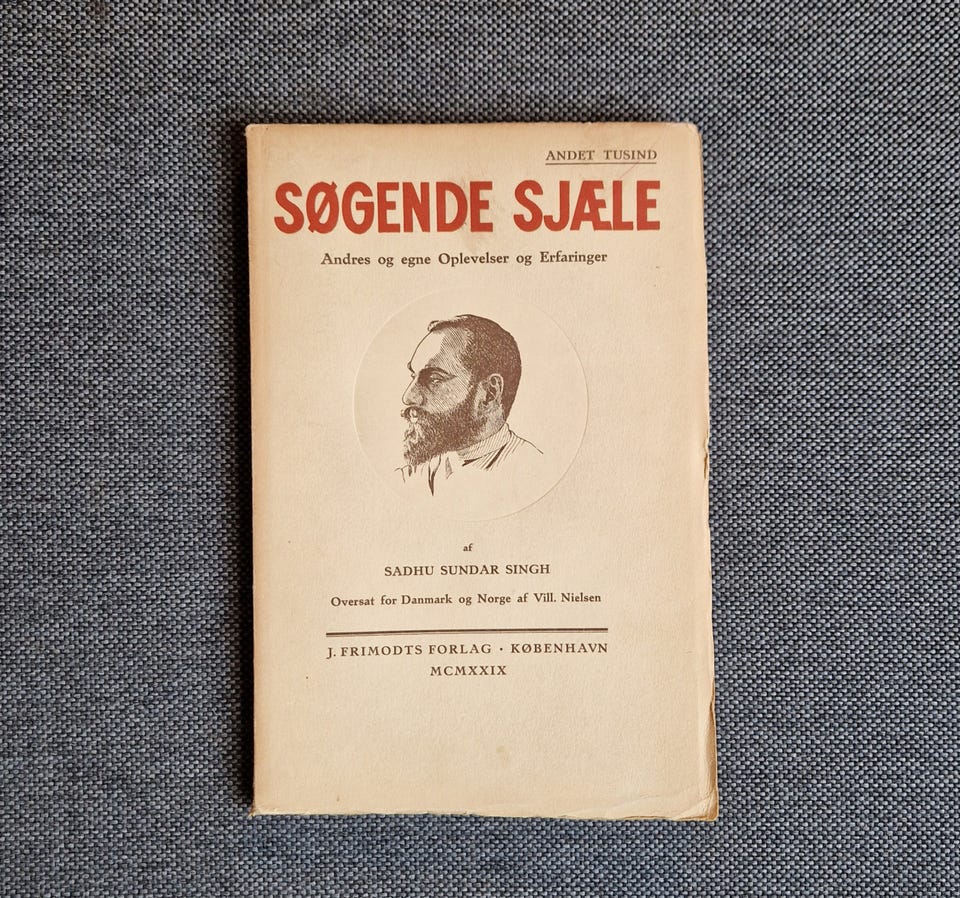 ANDET TUSIND
SØGENDE SJÆLE
Andres og egne Oplevelser og Erfaringer
af
SADHU SUNDAR SINGH
Oversat for Danmark og Norge af Vill. Nielsen
J. FRIMODTS FORLAG · KØBENHAVN
MCMXXIX